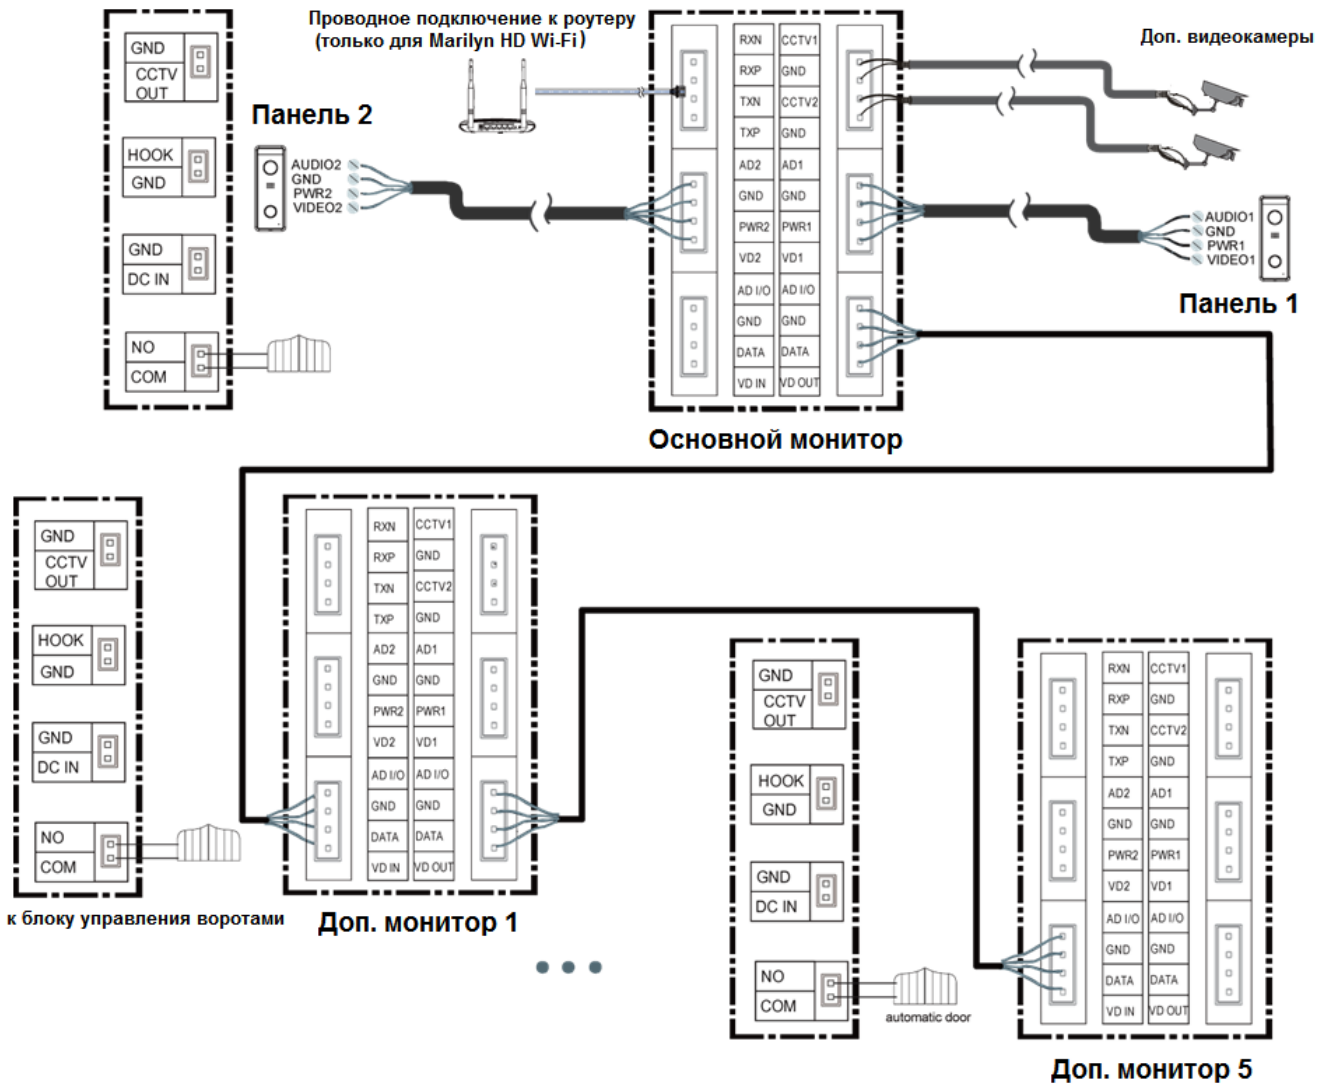 Проводное подключение к роутеру
(только для Marilyn HD Wi-Fi)
Доп. видеокамеры
GND
CCTV
OUT
HOOK
GND
GND
DC IN
NO
COM
Панель 2
AUDIO2
GND
PWR2
VIDEO2
RXN CCTV1
RXP GND
TXN CCTV2
TXP GND
AD2 AD1
GND GND
PWR2 PWR1
VD2 VD1
AD I/O AD I/O
GND GND
DATA DATA
VD IN VD OUT
AUDIO1
GND
PWR1
VIDEO1
Панель 1
Основной монитор
GND
CCTV
OUT
HOOK
GND
GND
DC IN
NO
COM
к блоку управления воротами
RXN CCTV1
RXP GND
TXN CCTV2
TXP GND
AD2 AD1
GND GND
PWR2 PWR1
VD2 VD1
AD I/O AD I/O
GND GND
DATA DATA
VD IN VD OUT
Доп. монитор 1
GND
CCTV
OUT
HOOK
GND
GND
DC IN
NO
COM
automatic door
RXN CCTV1
RXP GND
TXN CCTV2
TXP GND
AD2 AD1
GND GND
PWR2 PWR1
VD2 VD1
AD I/O AD I/O
GND GND
DATA DATA
VD IN VD OUT
Доп. монитор 5